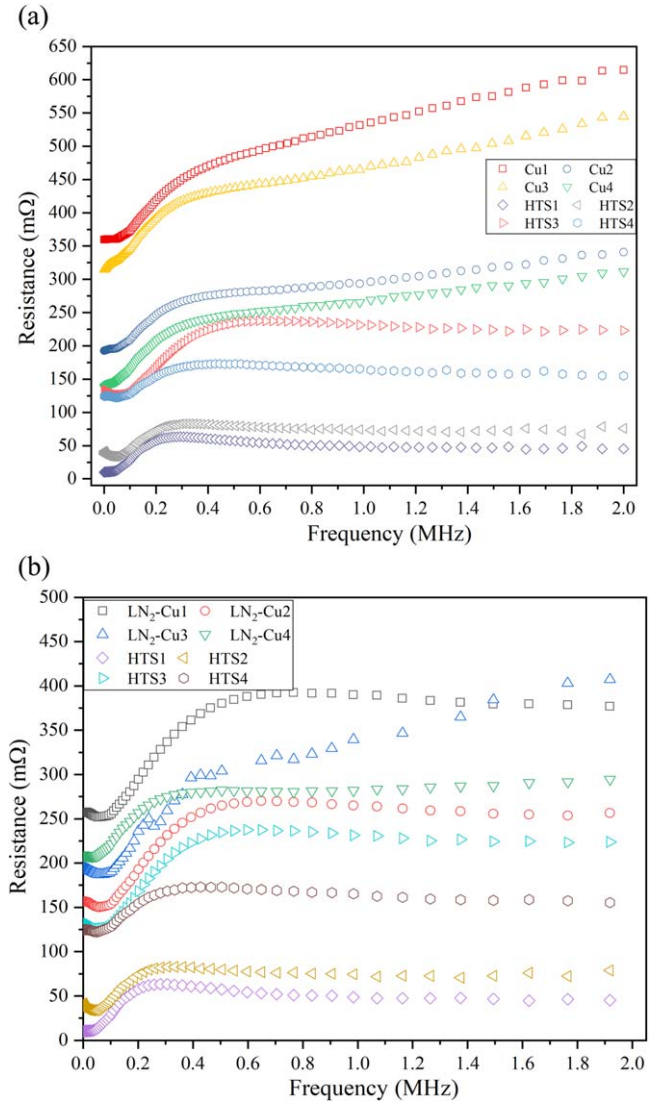 (a)
650
600
550
500
450
400
350
300
250
200
150
100
50
0
Resistance (mΩ)
Cu1 Cu2
Cu3 Cu4
HTS1 HTS2
HTS3 HTS4
0.0 0.2 0.4 0.6 0.8 1.0 1.2 1.4 1.6 1.8 2.0
Frequency (MHz)
(b)
500
450
400
350
300
250
200
150
100
50
0
Resistance (mΩ)
LN₂-Cu1 LN₂-Cu2
LN₂-Cu3 LN₂-Cu4
HTS1 HTS2
HTS3 HTS4
0.0 0.2 0.4 0.6 0.8 1.0 1.2 1.4 1.6 1.8 2.0
Frequency (MHz)